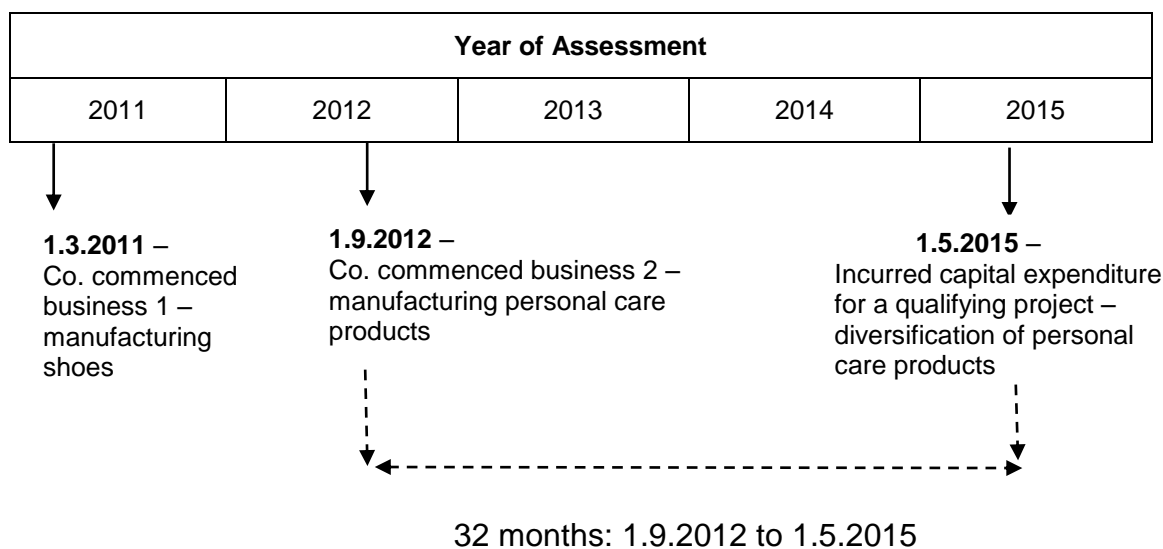 Year of Assessment
2011 2012 2013 2014 2015
1.3.2011 –
Co. commenced
business 1 –
manufacturing
shoes
1.9.2012 –
Co. commenced business 2 –
manufacturing personal care
products
1.5.2015 –
Incurred capital expenditure
for a qualifying project –
diversification of personal
care products
32 months: 1.9.2012 to 1.5.2015